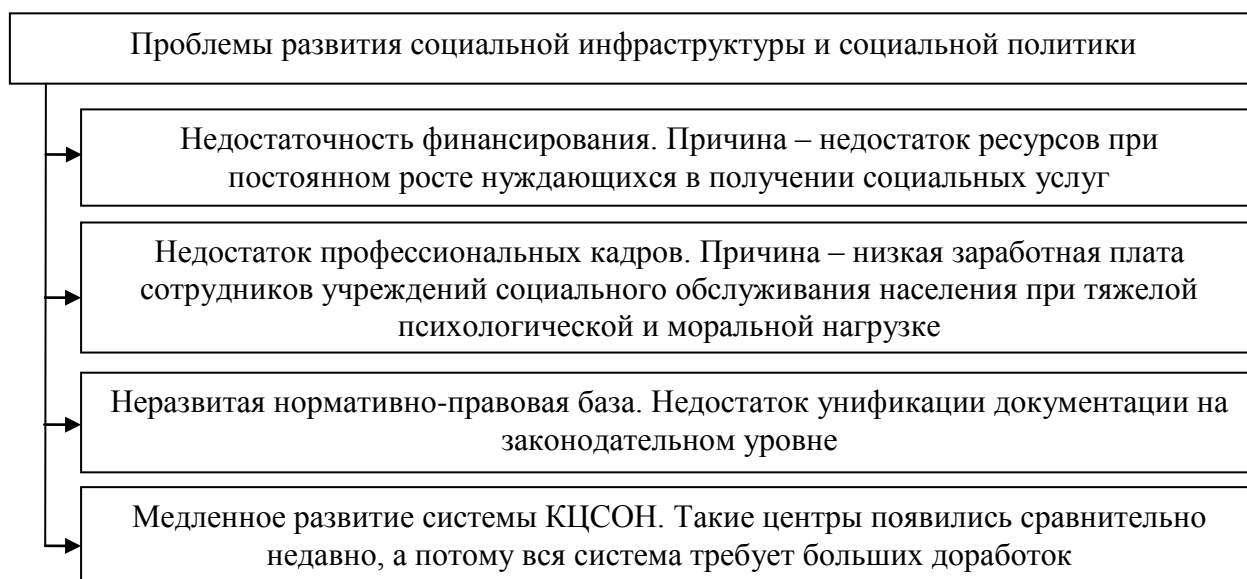 Проблемы развития социальной инфраструктуры и социальной политики
Недостаточность финансирования. Причина – недостаток ресурсов при
постоянном росте нуждающихся в получении социальных услуг
Недостаток профессиональных кадров. Причина – низкая заработная плата
сотрудников учреждений социального обслуживания населения при тяжелой
психологической и моральной нагрузке
Неразвитая нормативно-правовая база. Недостаток унификации документации на
законодательном уровне
Медленное развитие системы КЦСОН. Такие центры появились сравнительно
недавно, а потому вся система требует больших доработок